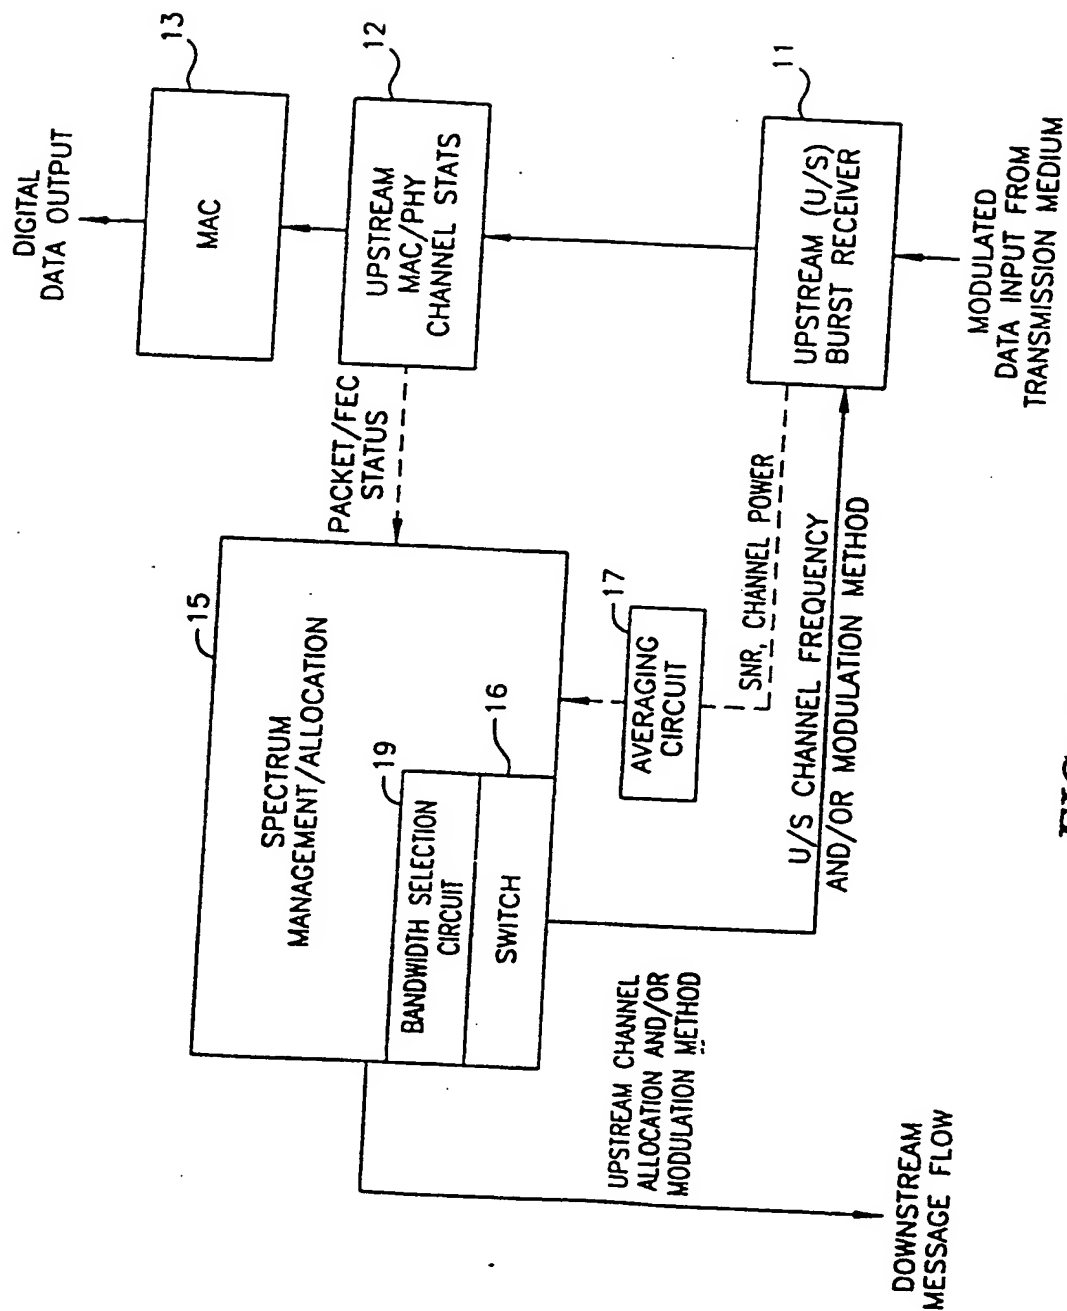 DIGITAL
DATA OUTPUT
13
MAC
12
UPSTREAM
MAC/PHY
CHANNEL STATS
PACKET/FEC
STATUS
15
SPECTRUM
MANAGEMENT/ALLOCATION
19
BANDWIDTH SELECTION
CIRCUIT
16
SWITCH
17
AVERAGING
CIRCUIT
SNR, CHANNEL POWER
11
UPSTREAM (U/S)
BURST RECEIVER
U/S CHANNEL FREQUENCY
AND/OR MODULATION METHOD
MODULATED
DATA INPUT FROM
TRANSMISSION MEDIUM
UPSTREAM CHANNEL
ALLOCATION AND/OR
MODULATION METHOD
DOWNSTREAM
MESSAGE FLOW